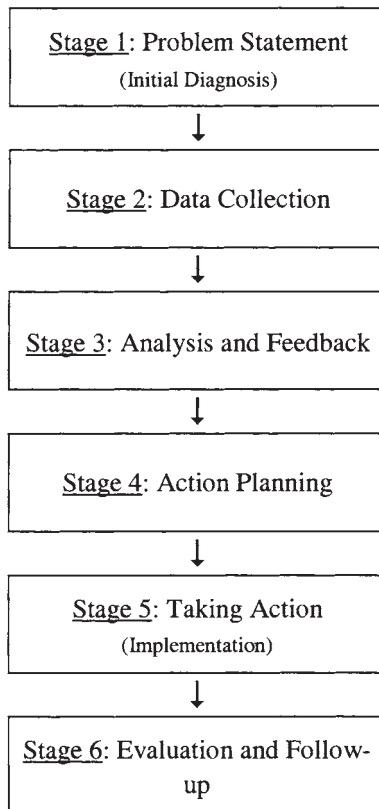 Stage 1: Problem Statement
(Initial Diagnosis)
Stage 2: Data Collection
Stage 3: Analysis and Feedback
Stage 4: Action Planning
Stage 5: Taking Action
(Implementation)
Stage 6: Evaluation and Follow-
up